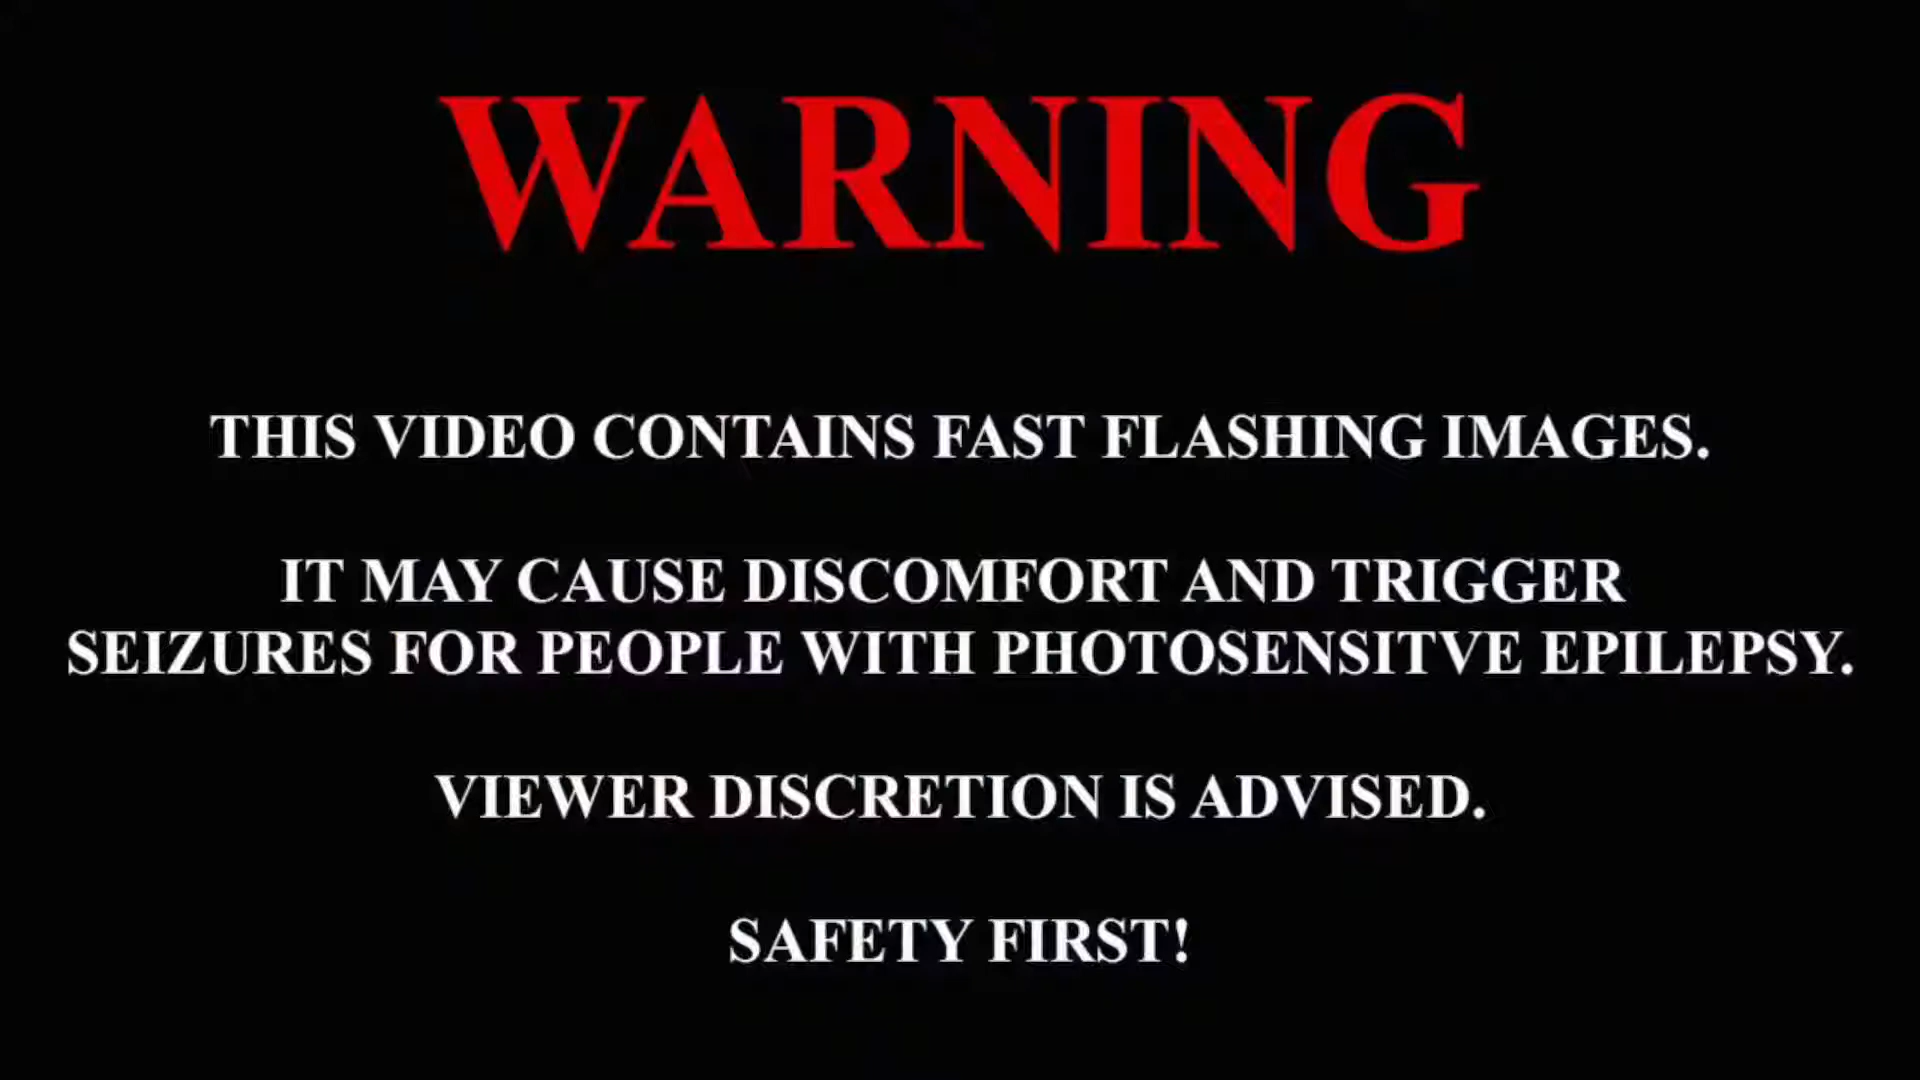 WARNING
THIS VIDEO CONTAINS FAST FLASHING IMAGES.
IT MAY CAUSE DISCOMFORT AND TRIGGER
SEIZURES FOR PEOPLE WITH PHOTOSENSITVE EPILEPSY.
VIEWER DISCRETION IS ADVISED.
SAFETY FIRST!